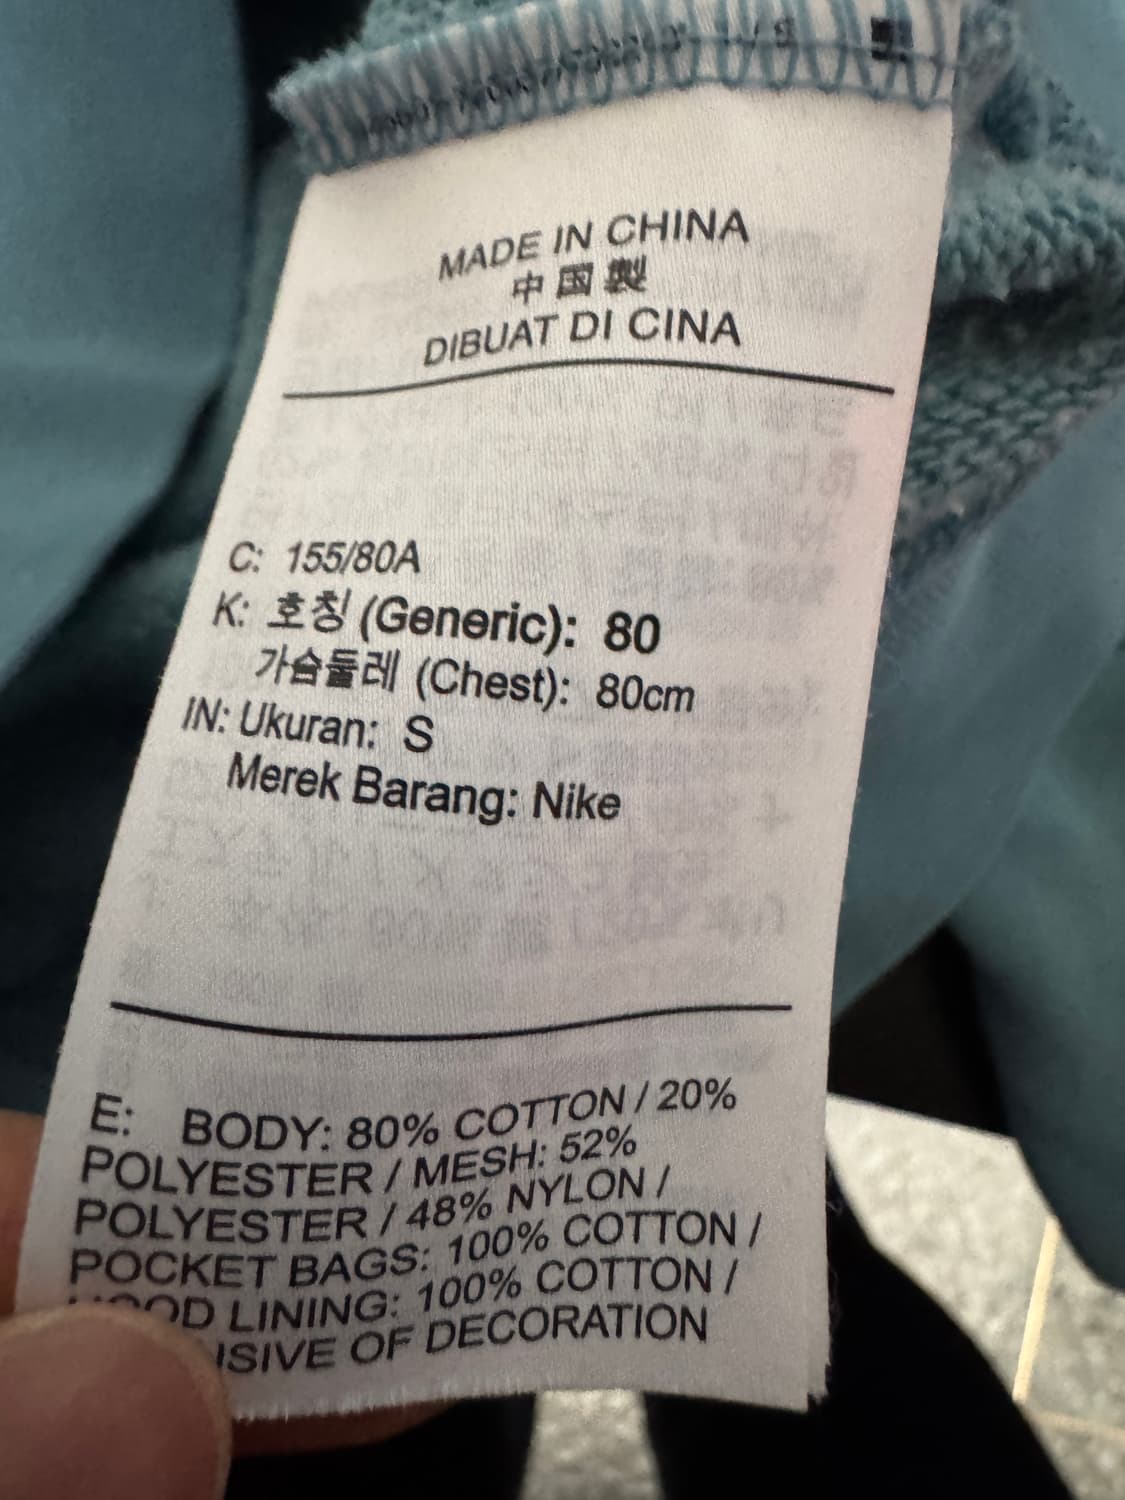 MADE IN CHINA
中国製
DIBUAT DI CINA
C: 155/80A
K: 호칭 (Generic): 80
가슴둘레 (Chest): 80cm
IN: Ukuran: S
Merek Barang: Nike
E: BODY: 80% COTTON / 20%
POLYESTER / MESH: 52%
POLYESTER / 48% NYLON /
POCKET BAGS: 100% COTTON /
LINING: 100% COTTON /
OF DECORATION